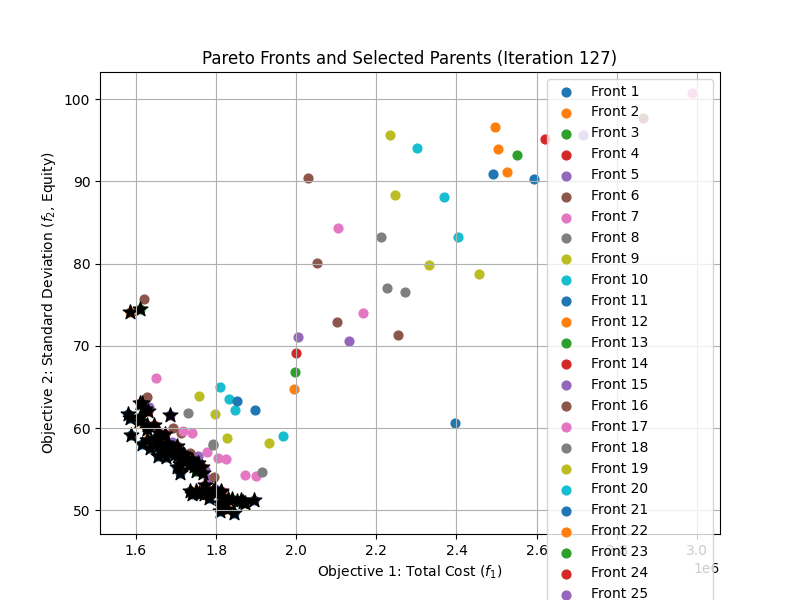 Pareto Fronts and Selected Parents (Iteration 127)
Objective 2: Standard Deviation (f2, Equity)
100
90
80
70
60
50
1.6 1.8 2.0 2.2 2.4 2.6 2.8 3.0
1e6
Objective 1: Total Cost (f1)
Front 1
Front 2
Front 3
Front 4
Front 5
Front 6
Front 7
Front 8
Front 9
Front 10
Front 11
Front 12
Front 13
Front 14
Front 15
Front 16
Front 17
Front 18
Front 19
Front 20
Front 21
Front 22
Front 23
Front 24
Front 25